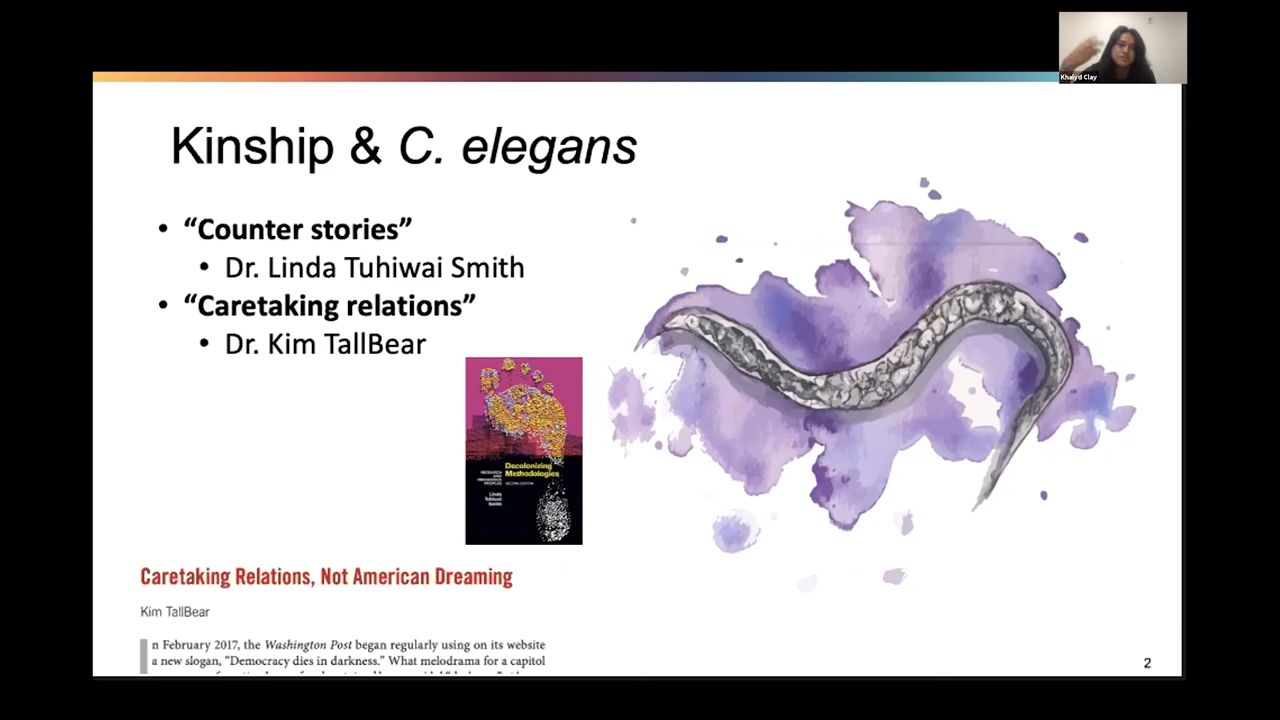 Khalyd Clay
Kinship & C. elegans
• “Counter stories”
• Dr. Linda Tuhiwai Smith
• “Caretaking relations”
• Dr. Kim TallBear
Decolonizing
Methodologies
RESEARCH
AND
INDIGENOUS
PEOPLES
SECOND EDITION
Linda
Tuhiwai
Smith
Caretaking Relations, Not American Dreaming
Kim TallBear
n February 2017, the Washington Post began regularly using on its website
a new slogan, “Democracy dies in darkness.” What melodrama for a capitol
2